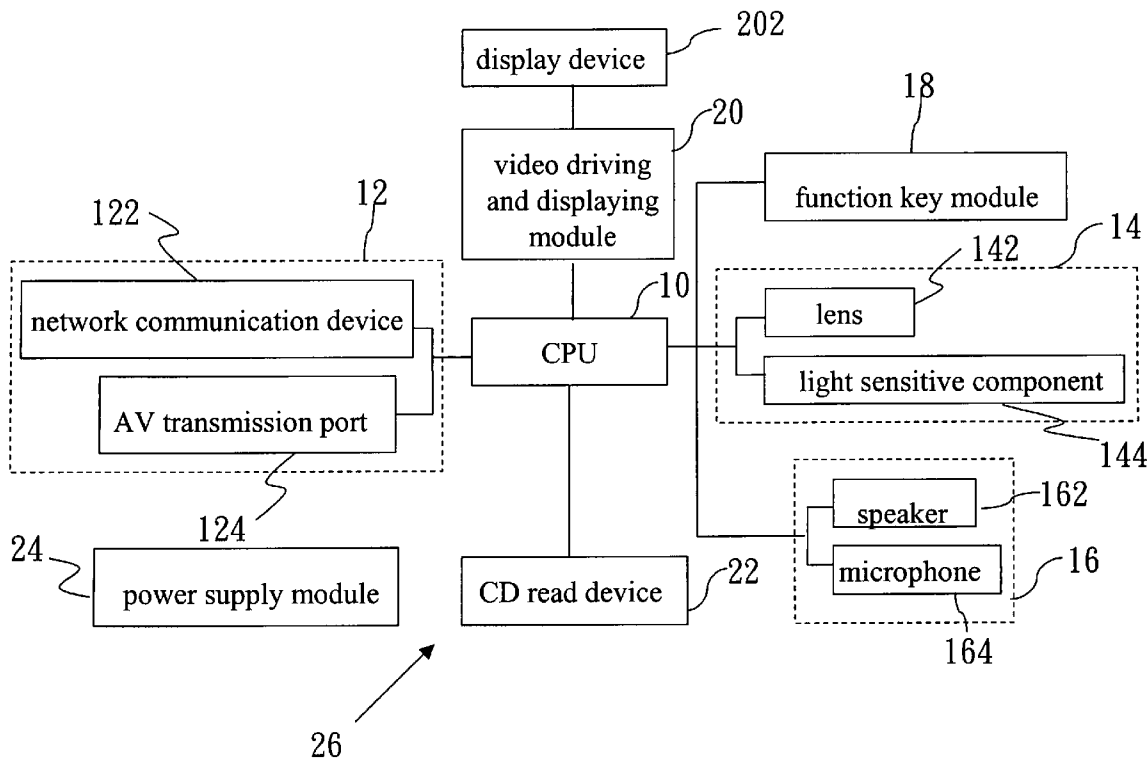 202
display device
20
18
video driving
and displaying
module
function key module
122
12
14
142
10
network communication device
lens
CPU
light sensitive component
AV transmission port
144
162
speaker
124
24
22
16
power supply module
CD read device
microphone
164
26